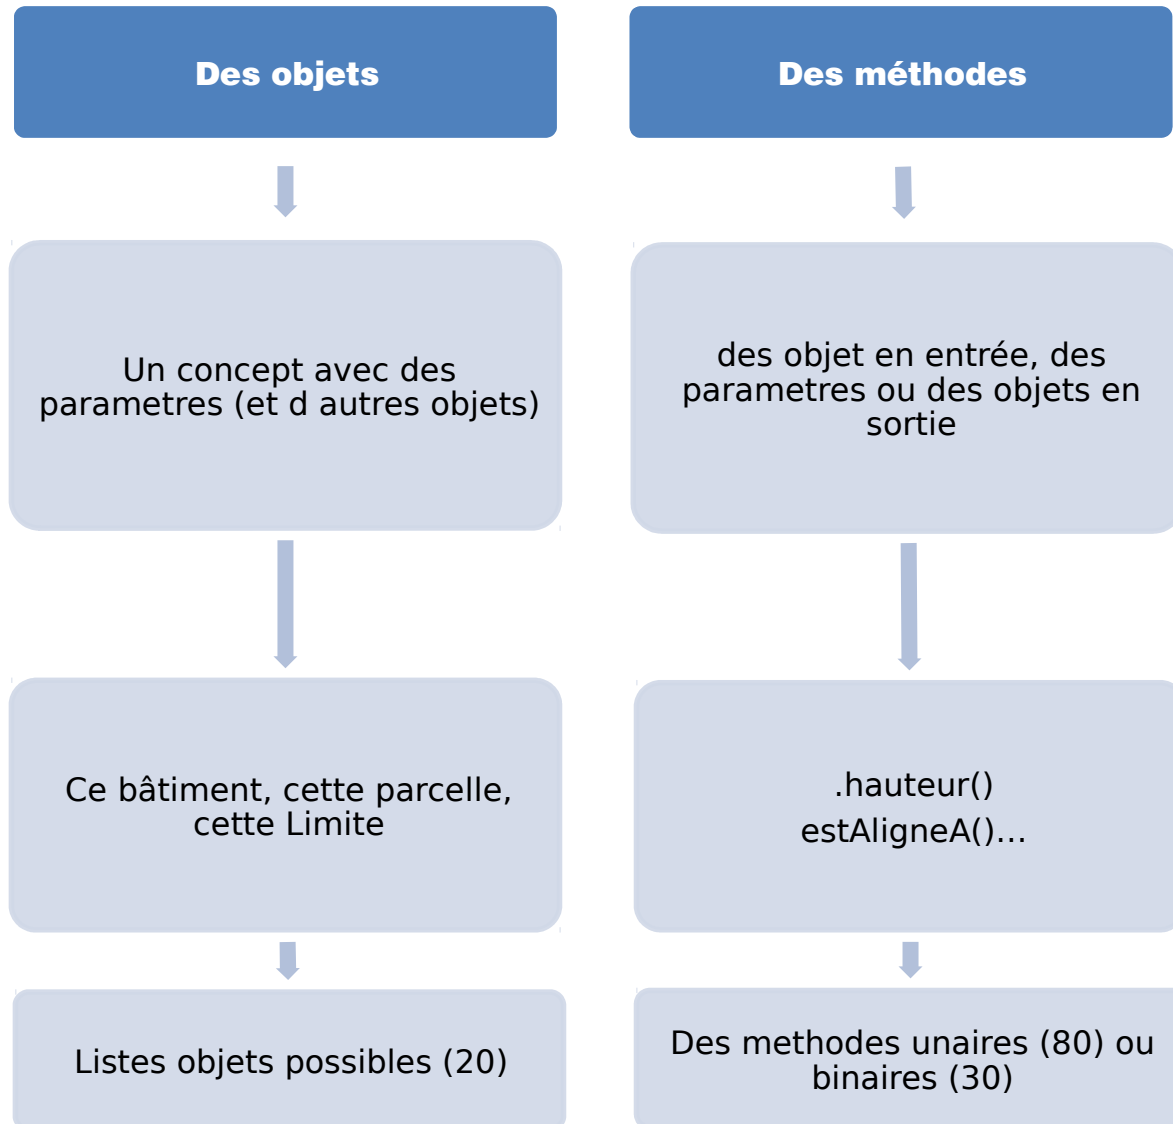 Des objets
Un concept avec des
parametres (et d autres objets)
Ce bâtiment, cette parcelle,
cette Limite
Listes objets possibles (20)
Des méthodes
des objet en entrée, des
parametres ou des objets en
sortie
.hauteur()
estAligneA()...
Des methodes unaires (80) ou
binaires (30)